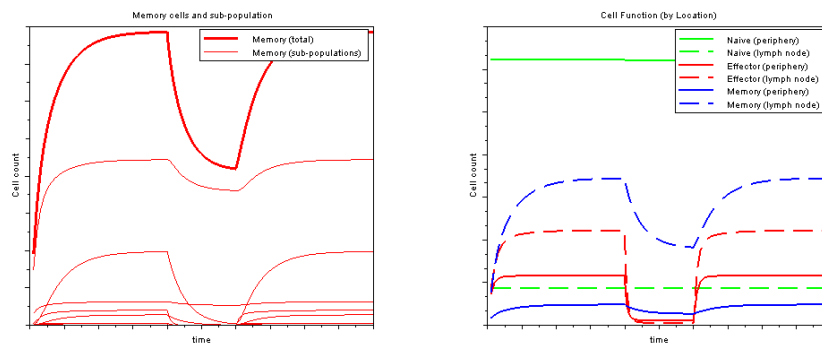 Memory cells and sub-population
Memory (total)
Memory (sub-populations)
Cell count
time
Cell Function (by Location)
Naive (periphery)
Naive (lymph node)
Effector (periphery)
Effector (lymph node)
Memory (periphery)
Memory (lymph node)
Cell count
time